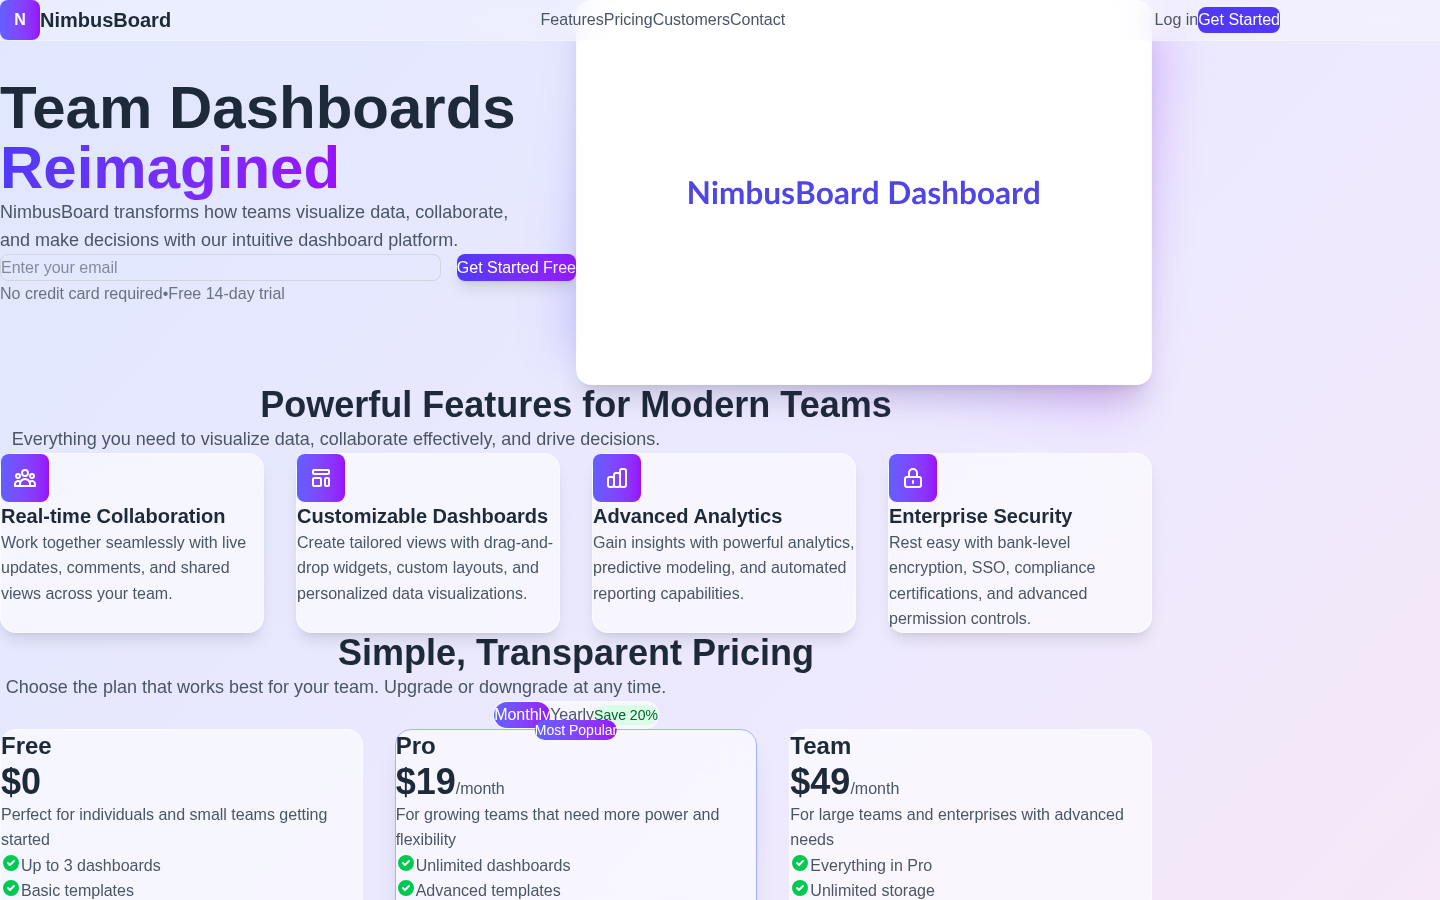 N NimbusBoard Features Pricing Customers Contact Log in Get Started
Team Dashboards
Reimagined
NimbusBoard transforms how teams visualize data, collaborate,
and make decisions with our intuitive dashboard platform.
Enter your email Get Started Free
No credit card required•Free 14-day trial
NimbusBoard Dashboard
Powerful Features for Modern Teams
Everything you need to visualize data, collaborate effectively, and drive decisions.
Real-time Collaboration
Work together seamlessly with live
updates, comments, and shared
views across your team.
Customizable Dashboards
Create tailored views with drag-and-
drop widgets, custom layouts, and
personalized data visualizations.
Advanced Analytics
Gain insights with powerful analytics,
predictive modeling, and automated
reporting capabilities.
Enterprise Security
Rest easy with bank-level
encryption, SSO, compliance
certifications, and advanced
permission controls.
Simple, Transparent Pricing
Choose the plan that works best for your team. Upgrade or downgrade at any time.
Monthly Yearly Save 20%
Free
$0
Perfect for individuals and small teams getting
started
Up to 3 dashboards
Basic templates
Most Popular
Pro
$19/month
For growing teams that need more power and
flexibility
Unlimited dashboards
Advanced templates
Team
$49/month
For large teams and enterprises with advanced
needs
Everything in Pro
Unlimited storage